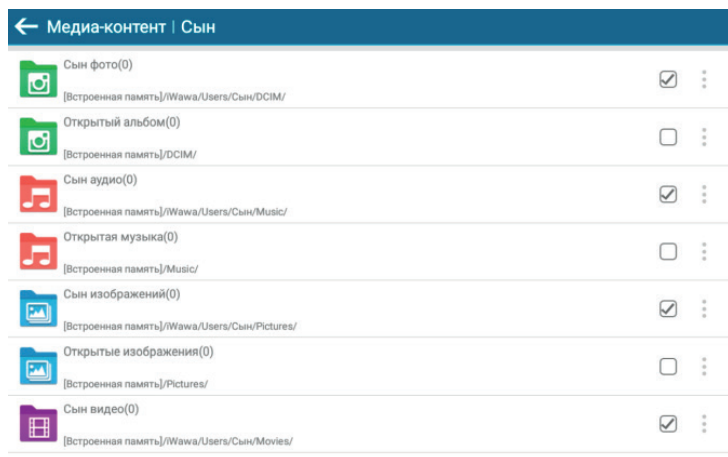 Медиа-контент | Сын
Сын фото(0)
[Встроенная память]/iWawa/Users/Сын/DCIM/
Открытый альбом(0)
[Встроенная память]/DCIM/
Сын аудио(0)
[Встроенная память]/iWawa/Users/Сын/Music/
Открытая музыка(0)
[Встроенная память]/Music/
Сын изображений(0)
[Встроенная память]/iWawa/Users/Сын/Pictures/
Открытые изображения(0)
[Встроенная память]/Pictures/
Сын видео(0)
[Встроенная память]/iWawa/Users/Сын/Movies/